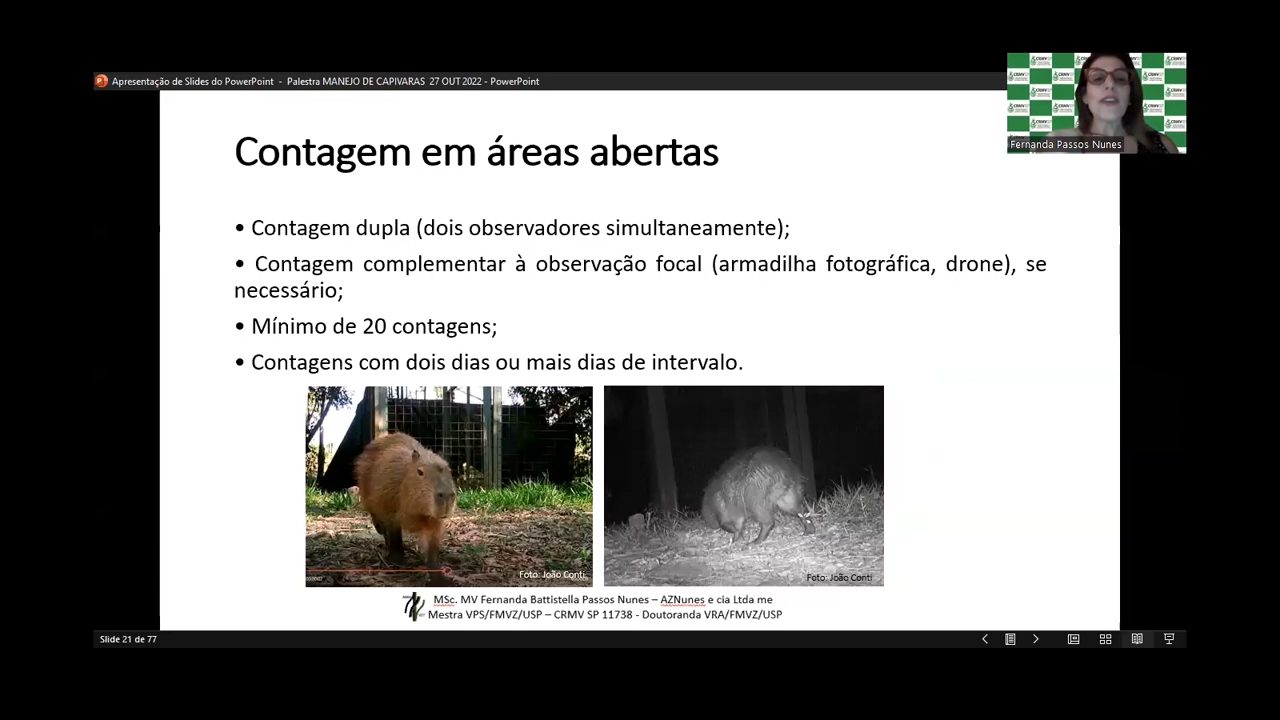 Apresentação de Slides do PowerPoint - Palestra MANEJO DE CAPIVARAS 27 OUT 2022 - PowerPoint
Fernanda Passos Nunes
Contagem em áreas abertas
• Contagem dupla (dois observadores simultaneamente);
• Contagem complementar à observação focal (armadilha fotográfica, drone), se
necessário;
• Mínimo de 20 contagens;
• Contagens com dois dias ou mais dias de intervalo.
Foto: João Conti
Foto: João Conti
MSc. MV Fernanda Battistella Passos Nunes – AZNunes e cia Ltda me
Mestra VPS/FMVZ/USP – CRMV SP 11738 - Doutoranda VRA/FMVZ/USP
Slide 21 de 77